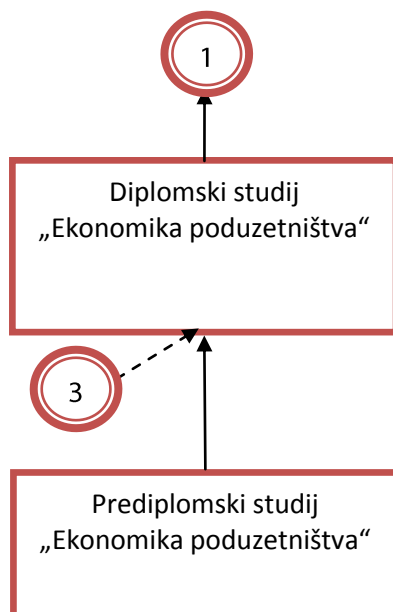 1
Diplomski studij
„Ekonomika poduzetništva“
3
Prediplomski studij
„Ekonomika poduzetništva“